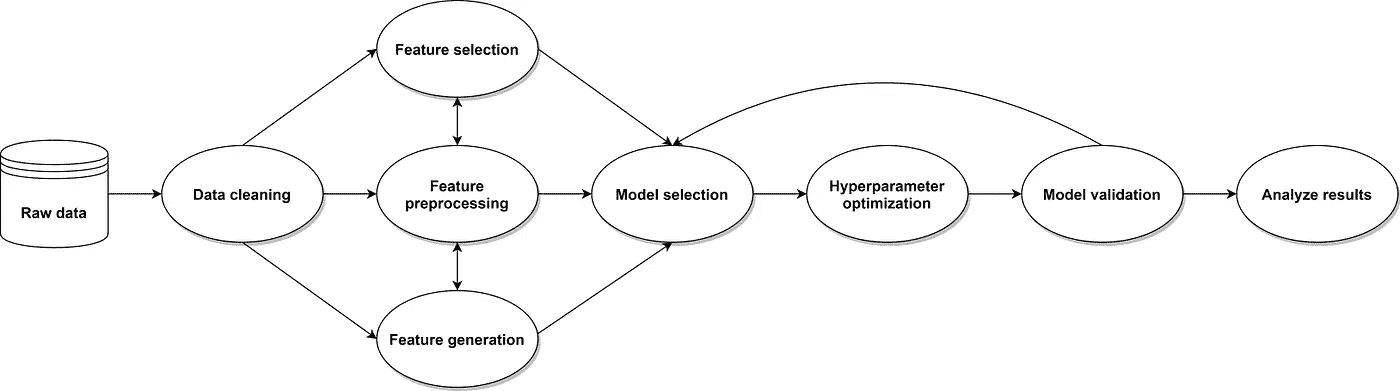 Feature selection
Raw data
Data cleaning
Feature
preprocessing
Model selection
Hyperparameter
optimization
Model validation
Analyze results
Feature generation